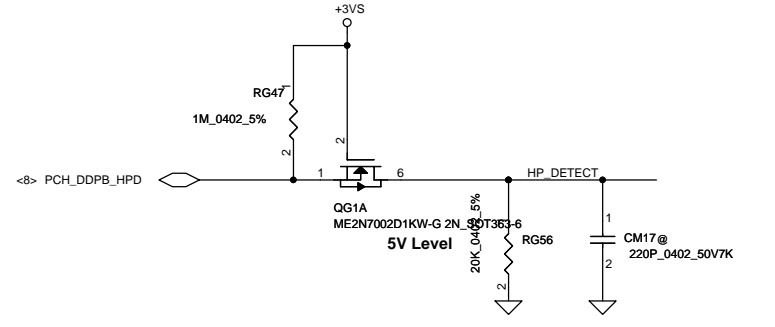 +3VS
RG47
1
1M_0402_5%
2
2
<8> PCH_DDPB_HPD
1
6
HP_DETECT
QG1A
ME2N7002D1KW-G 2N_SOT363-6
5V Level
20K_0402_5%
RG56
2
1
CM17@
220P_0402_50V7K
2